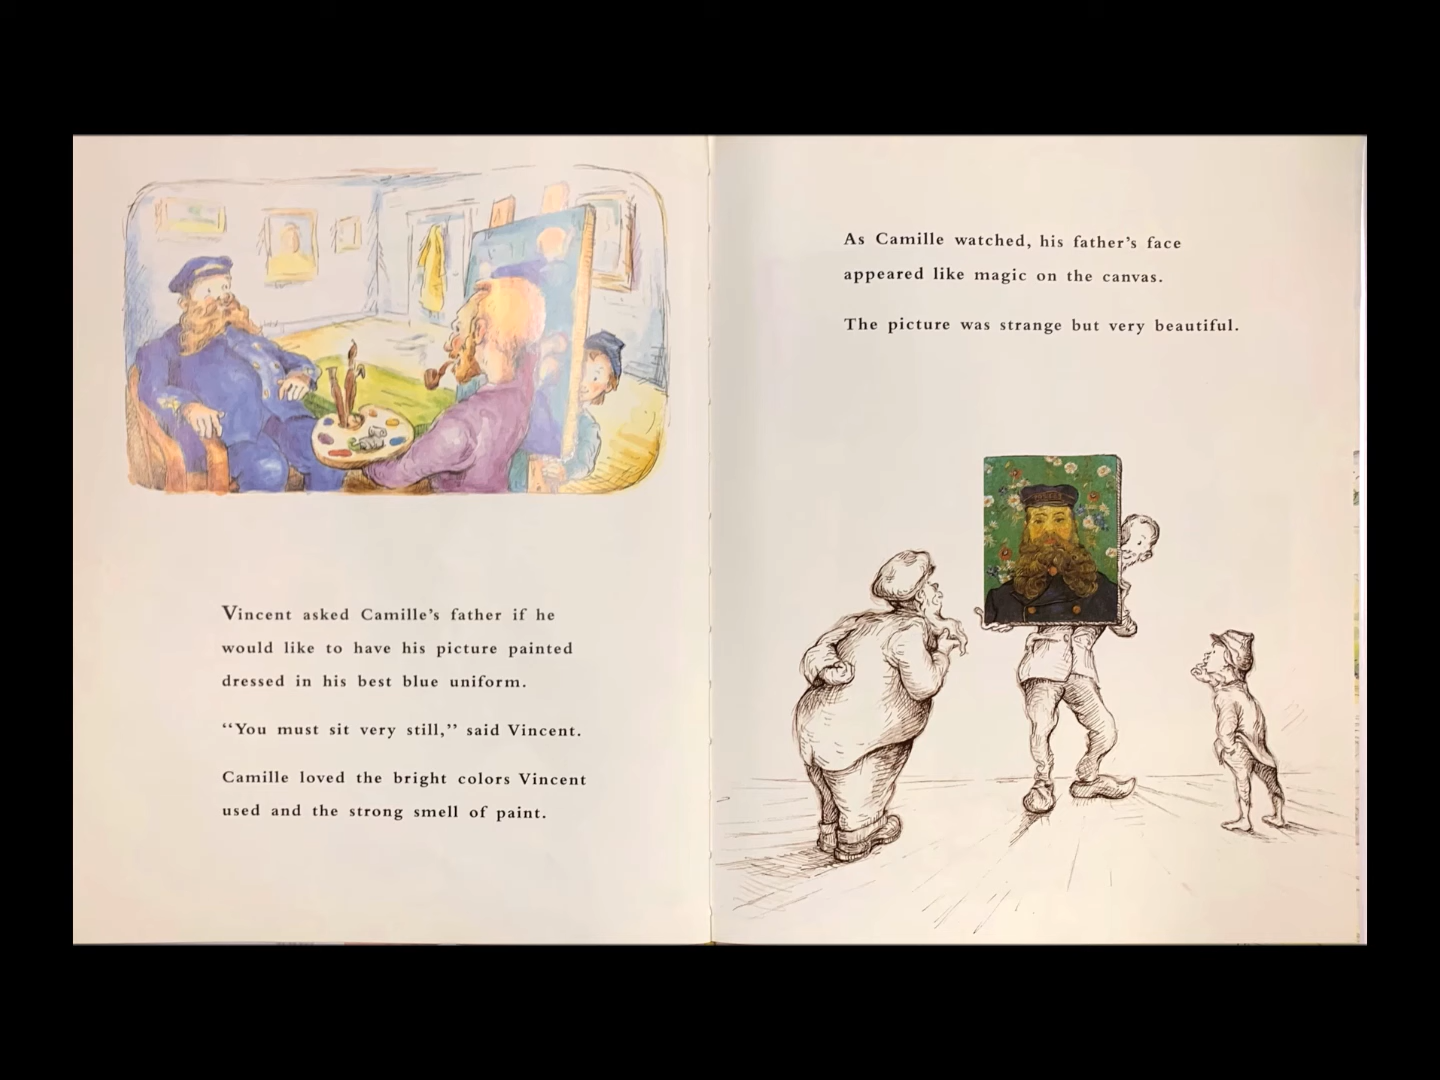 Vincent asked Camille's father if he
would like to have his picture painted
dressed in his best blue uniform.
“You must sit very still,” said Vincent.
Camille loved the bright colors Vincent
used and the strong smell of paint.
As Camille watched, his father's face
appeared like magic on the canvas.
The picture was strange but very beautiful.